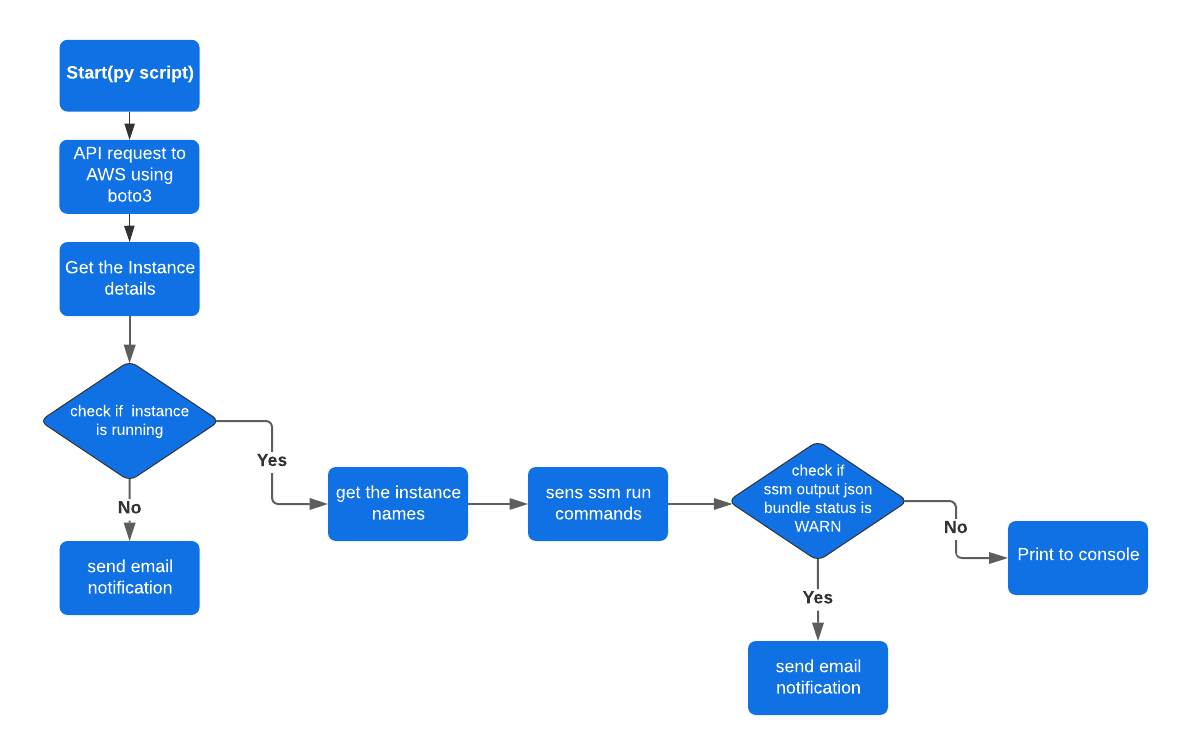 Start(py script)
API request to
AWS using
boto3
Get the Instance
details
check if  instance
is running
Yes
No
send email
notification
get the instance
names
sens ssm run
commands
check if
ssm output json
bundle status is
WARN
No
Print to console
Yes
send email
notification